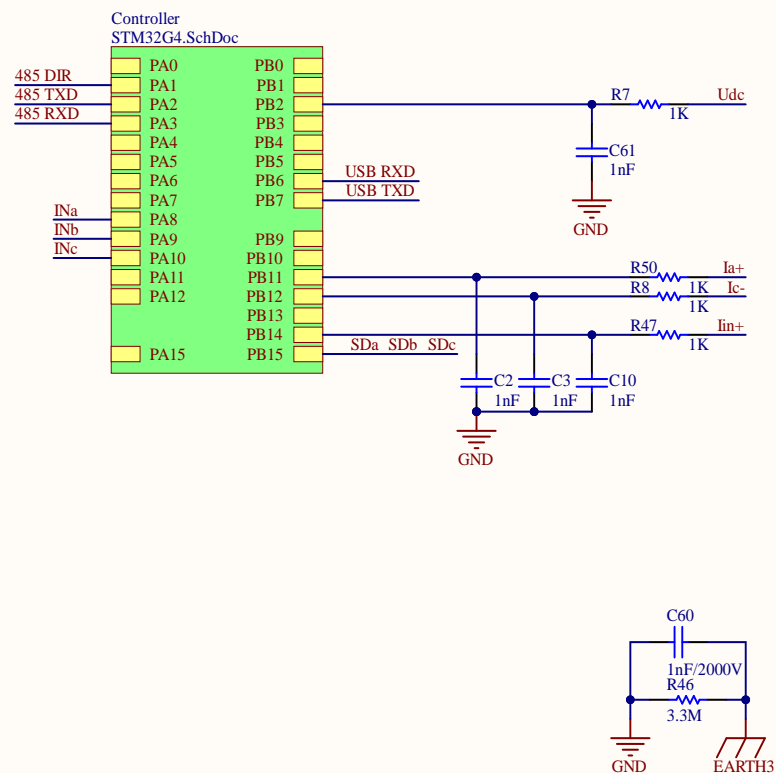 Controller
STM32G4.SchDoc
PA0 PB0
485 DIR PA1 PB1
485 TXD PA2 PB2 R7 1K Udc
485 RXD PA3 PB3
PA4 PB4
PA5 PB5
C61
1nF
GND
PA6 PB6 USB RXD
PA7 PB7 USB TXD
INa PA8
INb PA9 PB9
INc PA10 PB10
PA11 PB11 R50 1K Ia+
PA12 PB12 R8 1K Ic-
PB13
PB14 R47 1K Iin+
PA15 PB15 SDa SDb SDc
C2 C3 C10
1nF 1nF 1nF
GND
C60
1nF/2000V
R46
3.3M
GND EARTH3